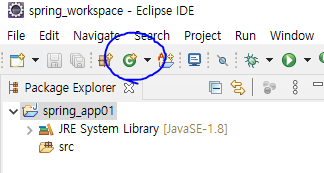 spring_workspace - Eclipse IDE
File Edit Navigate Search Project Run Window
Package Explorer
spring_app01
JRE System Library [JavaSE-1.8]
src